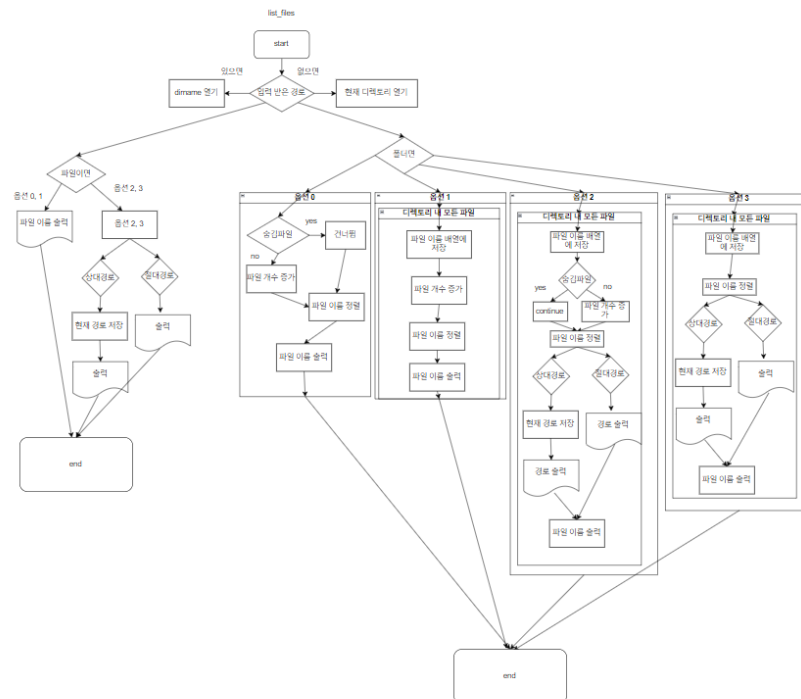 list_files
start
있으면
없으면
dirname 열기
입력 받은 경로
현재 디렉토리 열기
폴더면
파일이면
옵션 0, 1
옵션 2, 3
파일 이름 출력
옵션 2, 3
상대경로
절대경로
현재 경로 저장
출력
출력
end
옵션 0
숨김파일
yes
건너뜀
no
파일 개수 증가
파일 이름 정렬
파일 이름 출력
옵션 1
디렉토리 내 모든 파일
파일 이름 배열에
저장
파일 개수 증가
파일 이름 정렬
파일 이름 출력
옵션 2
디렉토리 내 모든 파일
파일 이름 배열
에 저장
숨김파일
yes
no
continue
파일 개수 증
가
파일 이름 정렬
상대경로
절대경로
현재 경로 저장
경로 출력
경로 출력
파일 이름 출력
옵션 3
디렉토리 내 모든 파일
파일 이름 배열
에 저장
파일 이름 정렬
상대경로
절대경로
현재 경로 저장
출력
출력
파일 이름 출력
end